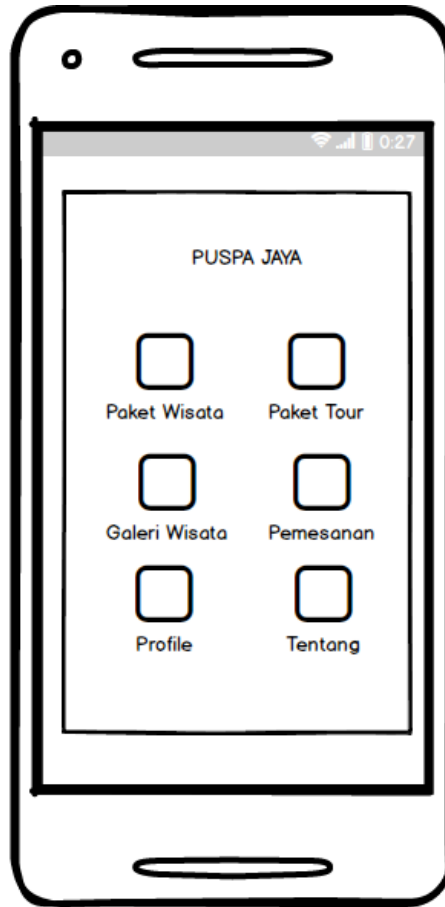 0:27
PUSPA JAYA
Paket Wisata Paket Tour
Galeri Wisata Pemesanan
Profile Tentang